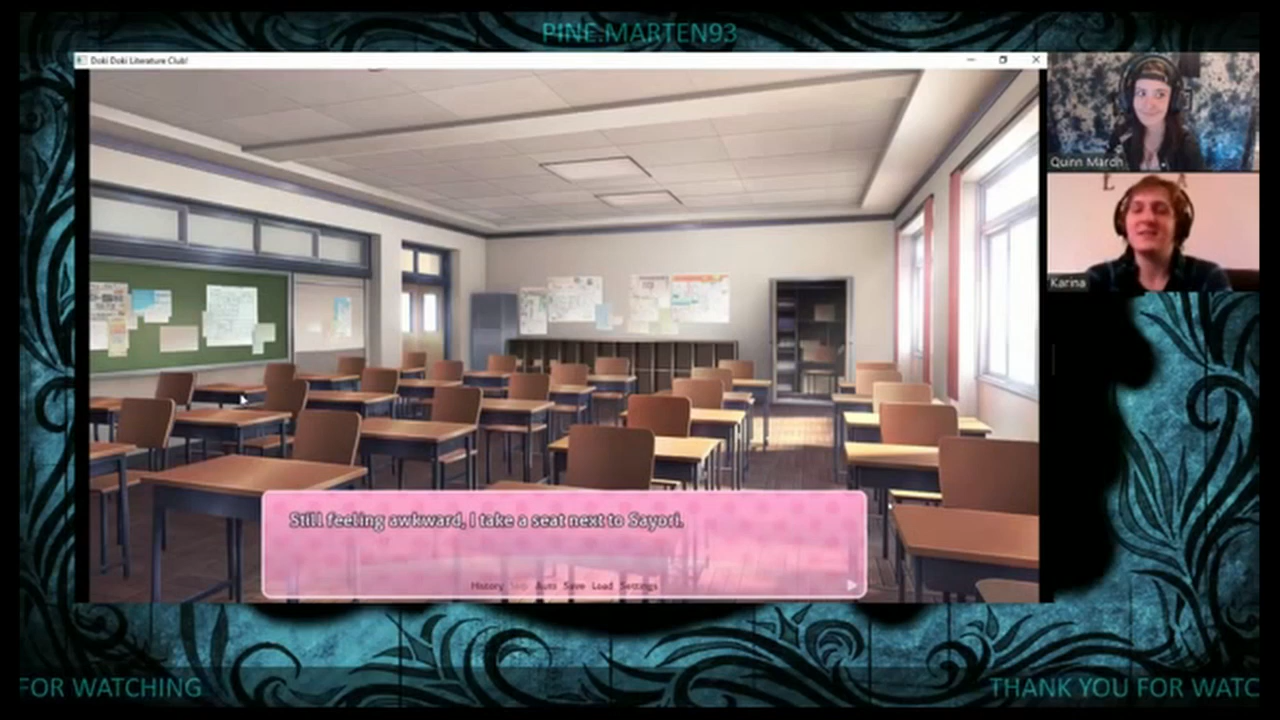 PINE.MARTEN93
Doki Doki Literature Club!
Quinn March
Karina
Still feeling awkward, I take a seat next to Sayori.
History Skip Auto Save Load Settings
FOR WATCHING
THANK YOU FOR WATC